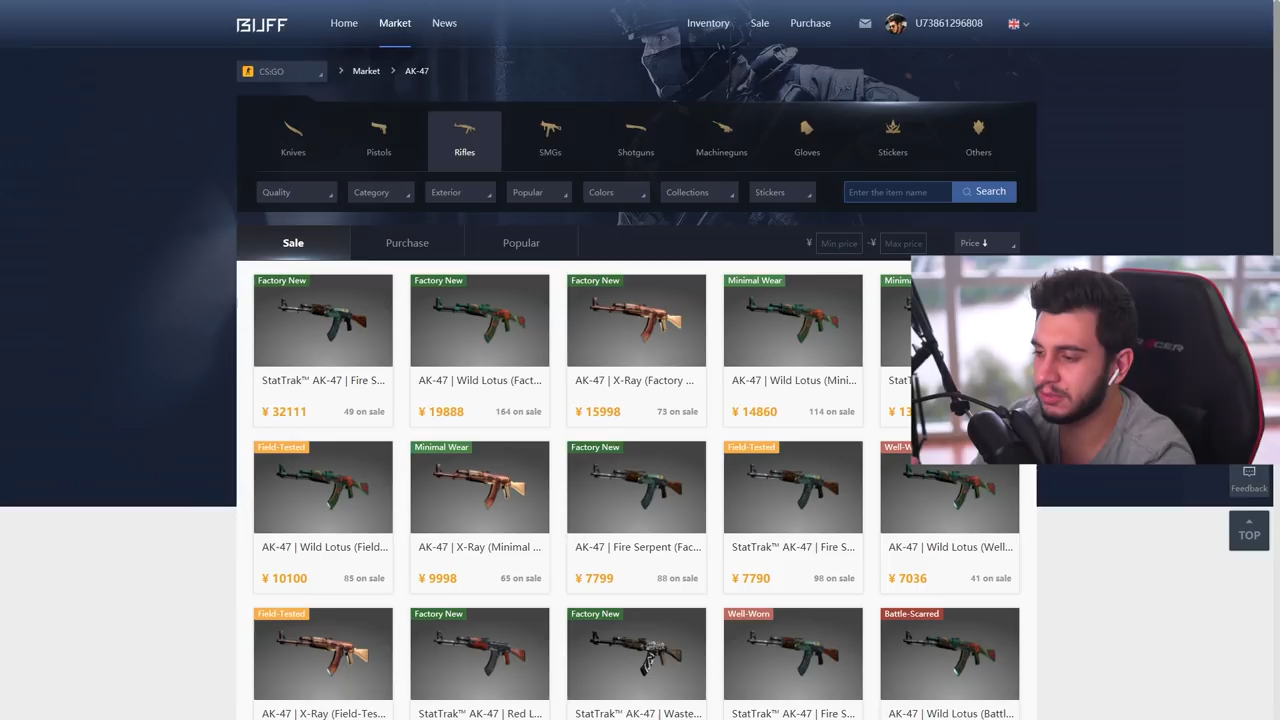 BUFF
Home
Market
News
Inventory
Sale
Purchase
U73861296808
CS:GO
Market
AK-47
Knives
Pistols
Rifles
SMGs
Shotguns
Machineguns
Gloves
Stickers
Others
Quality
Category
Exterior
Popular
Colors
Collections
Stickers
Enter the item name
Search
Sale
Purchase
Popular
¥ Min price - ¥ Max price
Price
Factory New
Factory New
Factory New
Minimal Wear
StatTrak™ AK-47 | Fire S...
AK-47 | Wild Lotus (Fact...
AK-47 | X-Ray (Factory ...
AK-47 | Wild Lotus (Mini...
¥ 32111
49 on sale
¥ 19888
164 on sale
¥ 15998
73 on sale
¥ 14860
114 on sale
Field-Tested
Minimal Wear
Factory New
Field-Tested
AK-47 | Wild Lotus (Field...
AK-47 | X-Ray (Minimal ...
AK-47 | Fire Serpent (Fac...
StatTrak™ AK-47 | Fire S...
AK-47 | Wild Lotus (Well...
¥ 10100
85 on sale
¥ 9998
65 on sale
¥ 7799
88 on sale
¥ 7790
98 on sale
¥ 7036
41 on sale
Feedback
TOP
Field-Tested
Factory New
Factory New
Well-Worn
Battle-Scarred
AK-47 | X-Ray (Field-Tes...
StatTrak™ AK-47 | Red L...
StatTrak™ AK-47 | Waste...
StatTrak™ AK-47 | Fire S...
AK-47 | Wild Lotus (Battl...